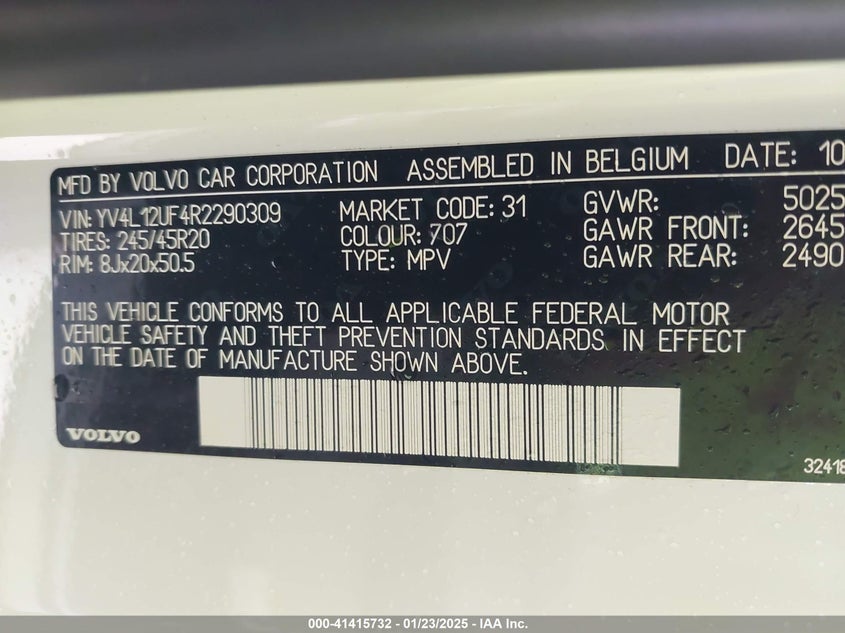 MFD BY VOLVO CAR CORPORATION ASSEMBLED IN BELGIUM DATE: 10
VIN: YV4L12UF4R2290309 MARKET CODE: 31 GVWR: 5025
TIRES: 245/45R20 COLOUR: 707 GAWR FRONT: 2645
RIM: 8Jx20x50.5 TYPE: MPV GAWR REAR: 2490
THIS VEHICLE CONFORMS TO ALL APPLICABLE FEDERAL MOTOR
VEHICLE SAFETY AND THEFT PREVENTION STANDARDS IN EFFECT
ON THE DATE OF MANUFACTURE SHOWN ABOVE.
VOLVO
32418
000-41415732 - 01/23/2025 - IAA Inc.